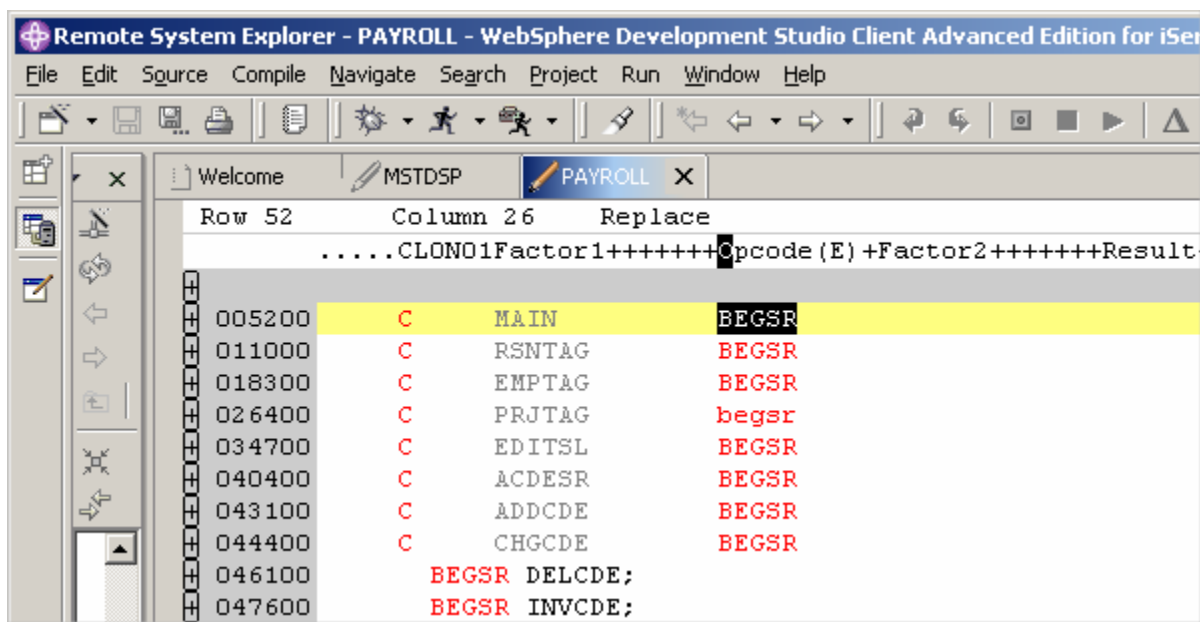 Remote System Explorer - PAYROLL - WebSphere Development Studio Client Advanced Edition for iSer
File Edit Source Compile Navigate Search Project Run Window Help
Welcome MSTDSP PAYROLL
Row 52 Column 26 Replace
.....CL0N01Factor1+++++++Opcode(E)+Factor2+++++++Result
005200 C MAIN BEGSR
011000 C RSNTAG BEGSR
018300 C EMPTAG BEGSR
026400 C PRJTAG begsr
034700 C EDITSL BEGSR
040400 C ACDESR BEGSR
043100 C ADDCDE BEGSR
044400 C CHGCDE BEGSR
046100 BEGSR DELCDE;
047600 BEGSR INVCDE;